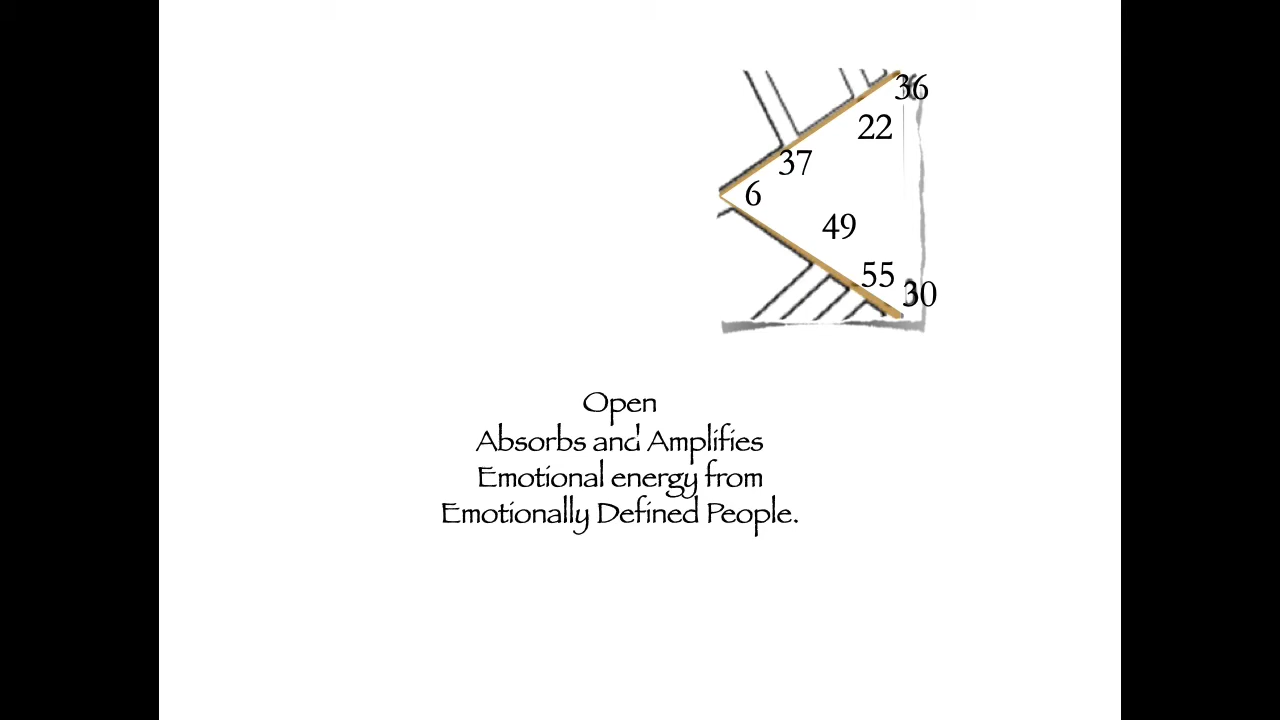 36
22
37
6
49
55
30
Open
Absorbs and Amplifies
Emotional energy from
Emotionally Defined People.